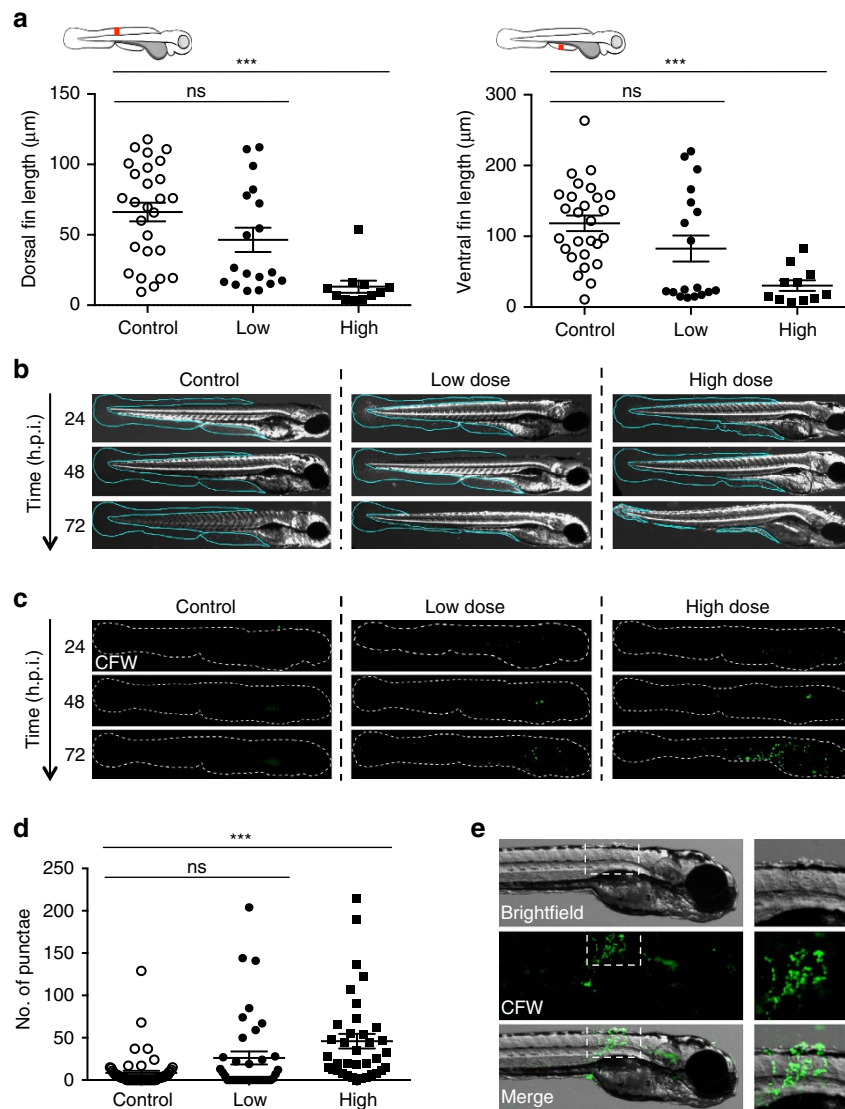 a
***
ns
150
100
50
0
Dorsal fin length (μm)
Control
Low
High
***
ns
300
200
100
0
Ventral fin length (μm)
Control
Low
High
b
Control
Low dose
High dose
Time (h.p.i.)
24
48
72
c
Control
Low dose
High dose
Time (h.p.i.)
24
48
72
CFW
d
***
ns
250
200
150
100
50
0
No. of punctae
Control
Low
High
e
Brightfield
CFW
Merge